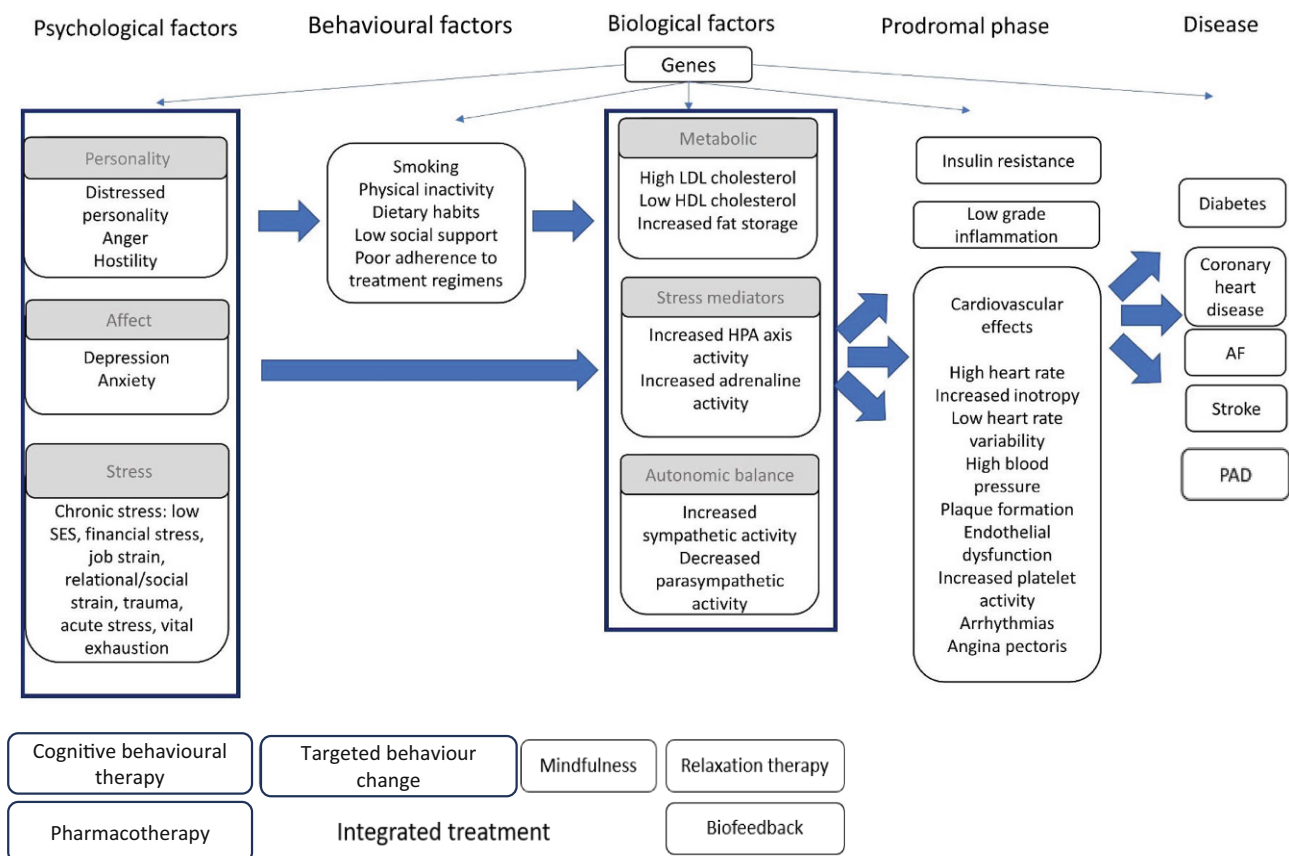 Psychological factors
Behavioural factors
Biological factors
Prodromal phase
Disease
Genes
Personality
Distressed
personality
Anger
Hostility
Affect
Depression
Anxiety
Stress
Chronic stress: low
SES, financial stress,
job strain,
relational/social
strain, trauma,
acute stress, vital
exhaustion
Smoking
Physical inactivity
Dietary habits
Low social support
Poor adherence to
treatment regimens
Metabolic
High LDL cholesterol
Low HDL cholesterol
Increased fat storage
Stress mediators
Increased HPA axis
activity
Increased adrenaline
activity
Autonomic balance
Increased
sympathetic activity
Decreased
parasympathetic
activity
Insulin resistance
Low grade
inflammation
Cardiovascular
effects
High heart rate
Increased inotropy
Low heart rate
variability
High blood
pressure
Plaque formation
Endothelial
dysfunction
Increased platelet
activity
Arrhythmias
Angina pectoris
Diabetes
Coronary
heart
disease
AF
Stroke
PAD
Cognitive behavioural
therapy
Targeted behaviour
change
Mindfulness
Relaxation therapy
Pharmacotherapy
Integrated treatment
Biofeedback